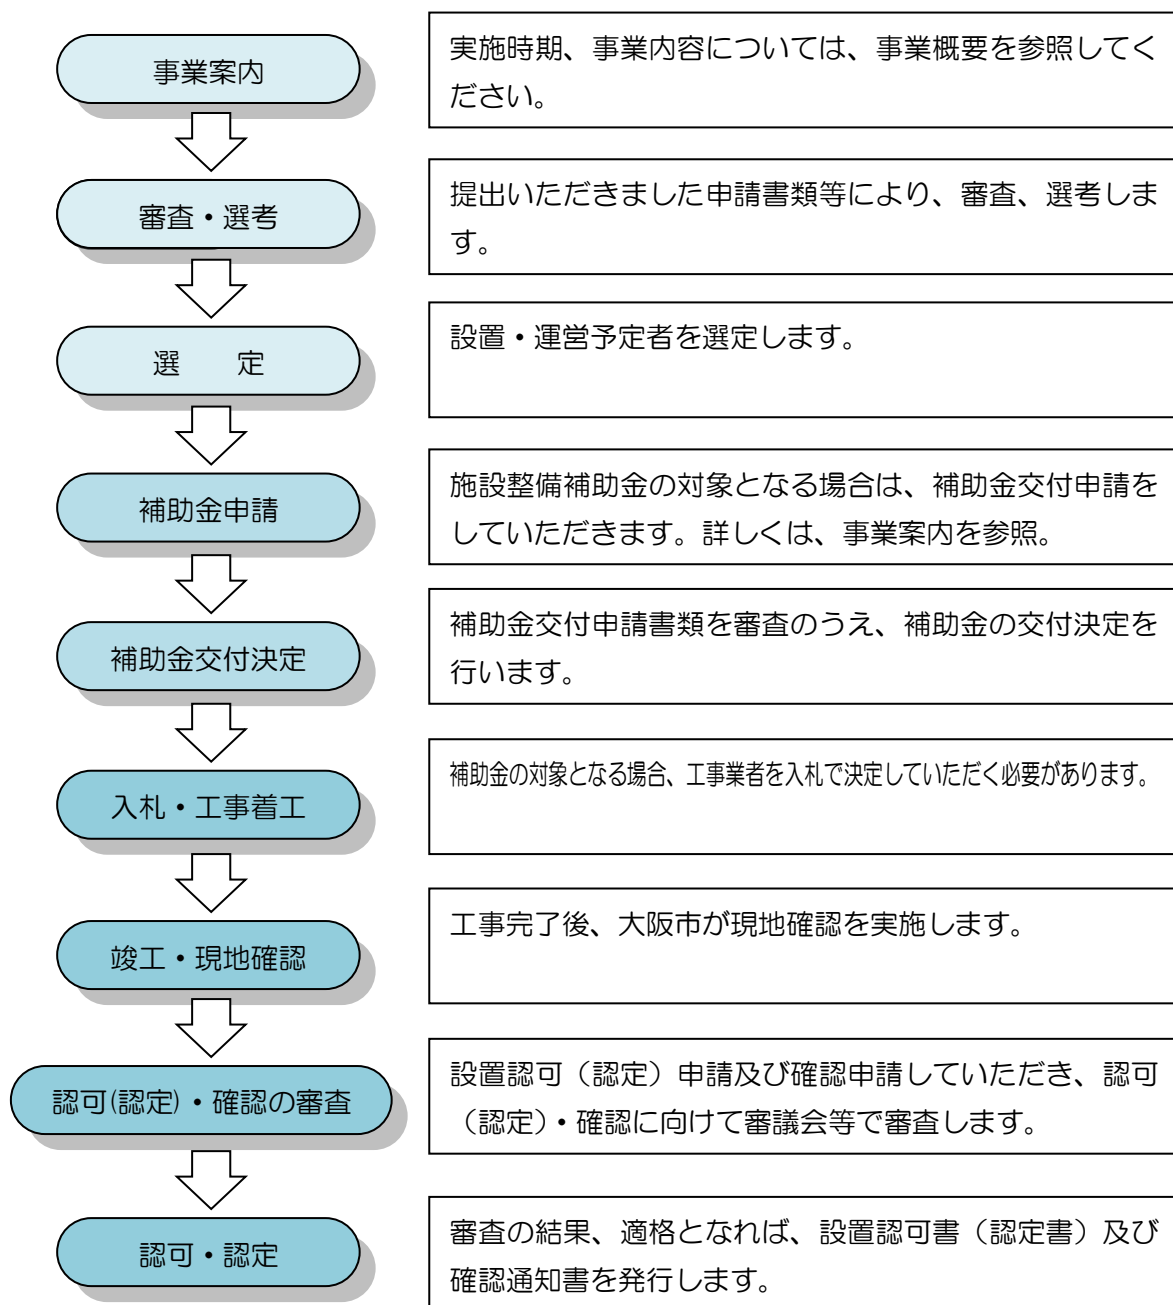 事業案内
実施時期、事業内容については、事業概要を参照してく
ださい。
審査・選考
提出いただきました申請書類等により、審査、選考しま
す。
選　　定
設置・運営予定者を選定します。
補助金申請
施設整備補助金の対象となる場合は、補助金交付申請を
していただきます。詳しくは、事業案内を参照。
補助金交付決定
補助金交付申請書類を審査のうえ、補助金の交付決定を
行います。
入札・工事着工
補助金の対象となる場合、工事業者を入札で決定していただく必要があります。
竣工・現地確認
工事完了後、大阪市が現地確認を実施します。
認可(認定)・確認の審査
設置認可（認定）申請及び確認申請していただき、認可
（認定）・確認に向けて審議会等で審査します。
認可・認定
審査の結果、適格となれば、設置認可書（認定書）及び
確認通知書を発行します。